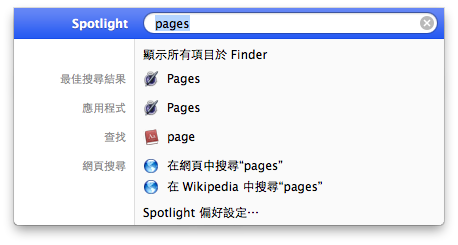 Spotlight pages
顯示所有項目於 Finder
最佳搜尋結果 Pages
應用程式 Pages
查找 page
網頁搜尋 在網頁中搜尋“pages”
在 Wikipedia 中搜尋“pages”
Spotlight 偏好設定⋯